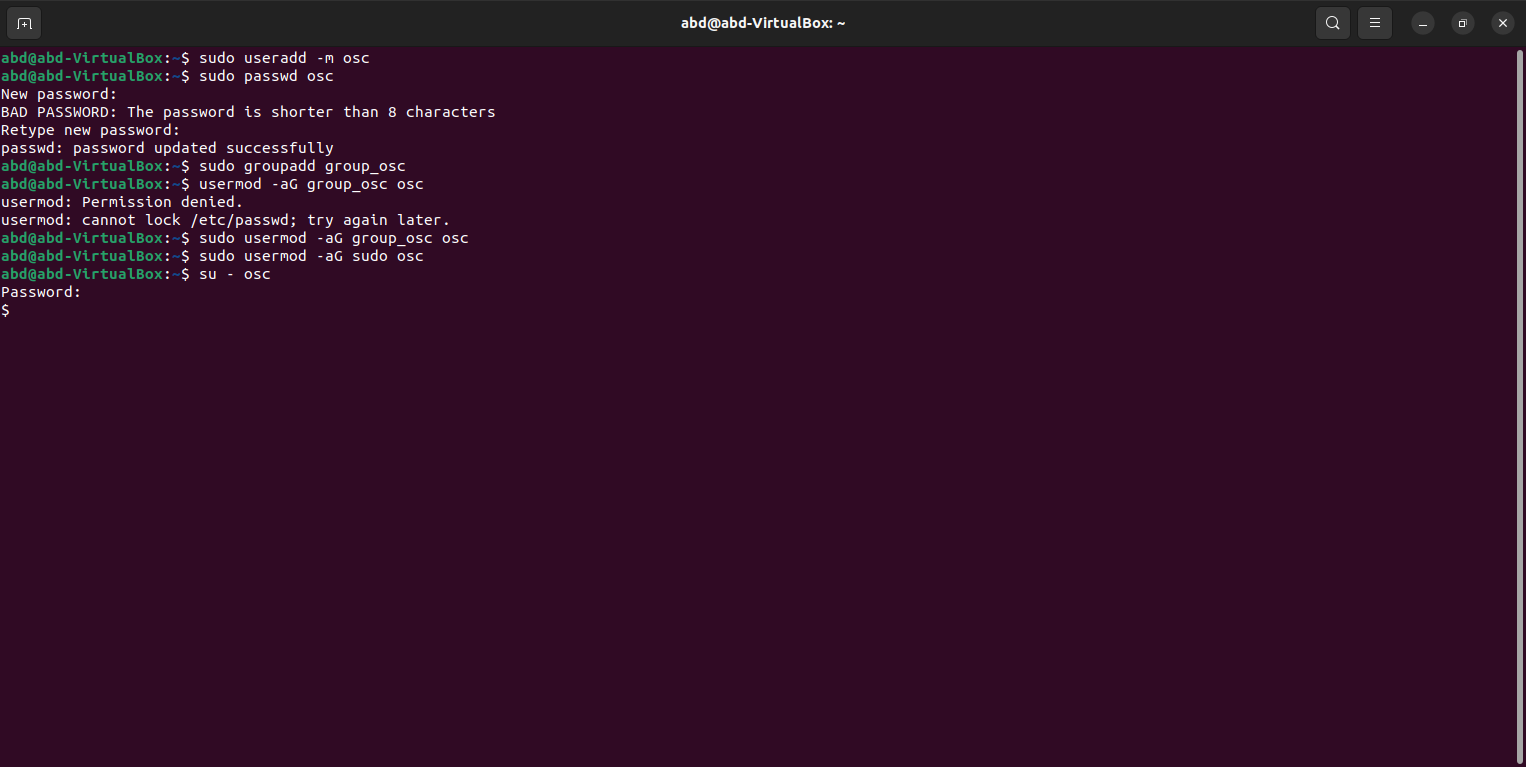 abd@abd-VirtualBox: ~
abd@abd-VirtualBox:~$ sudo useradd -m osc
abd@abd-VirtualBox:~$ sudo passwd osc
New password:
BAD PASSWORD: The password is shorter than 8 characters
Retype new password:
passwd: password updated successfully
abd@abd-VirtualBox:~$ sudo groupadd group_osc
abd@abd-VirtualBox:~$ usermod -aG group_osc osc
usermod: Permission denied.
usermod: cannot lock /etc/passwd; try again later.
abd@abd-VirtualBox:~$ sudo usermod -aG group_osc osc
abd@abd-VirtualBox:~$ sudo usermod -aG sudo osc
abd@abd-VirtualBox:~$ su - osc
Password:
$